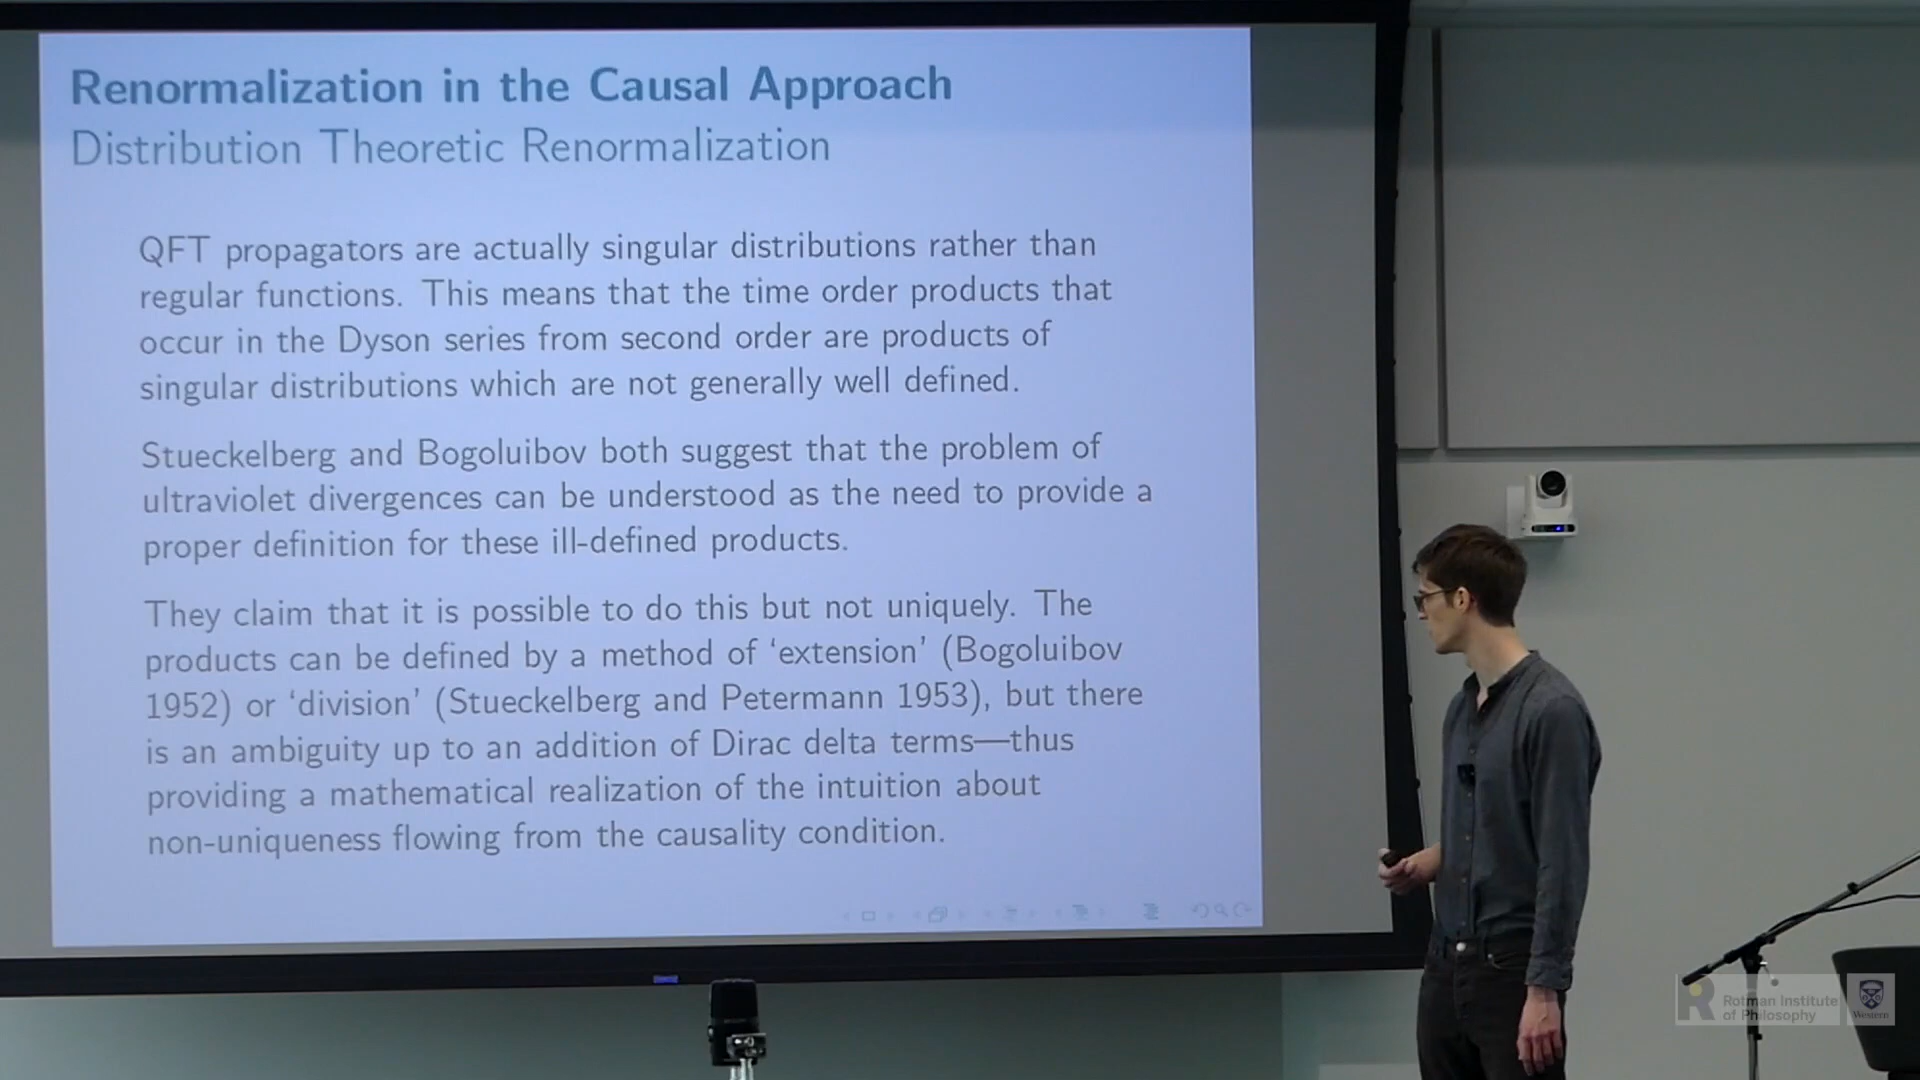 Renormalization in the Causal Approach
Distribution Theoretic Renormalization
QFT propagators are actually singular distributions rather than
regular functions. This means that the time order products that
occur in the Dyson series from second order are products of
singular distributions which are not generally well defined.
Stueckelberg and Bogoluibov both suggest that the problem of
ultraviolet divergences can be understood as the need to provide a
proper definition for these ill-defined products.
They claim that it is possible to do this but not uniquely. The
products can be defined by a method of ‘extension’ (Bogoluibov
1952) or ‘division’ (Stueckelberg and Petermann 1953), but there
is an ambiguity up to an addition of Dirac delta terms—thus
providing a mathematical realization of the intuition about
non-uniqueness flowing from the causality condition.
R
Rotman Institute
of Philosophy
Western